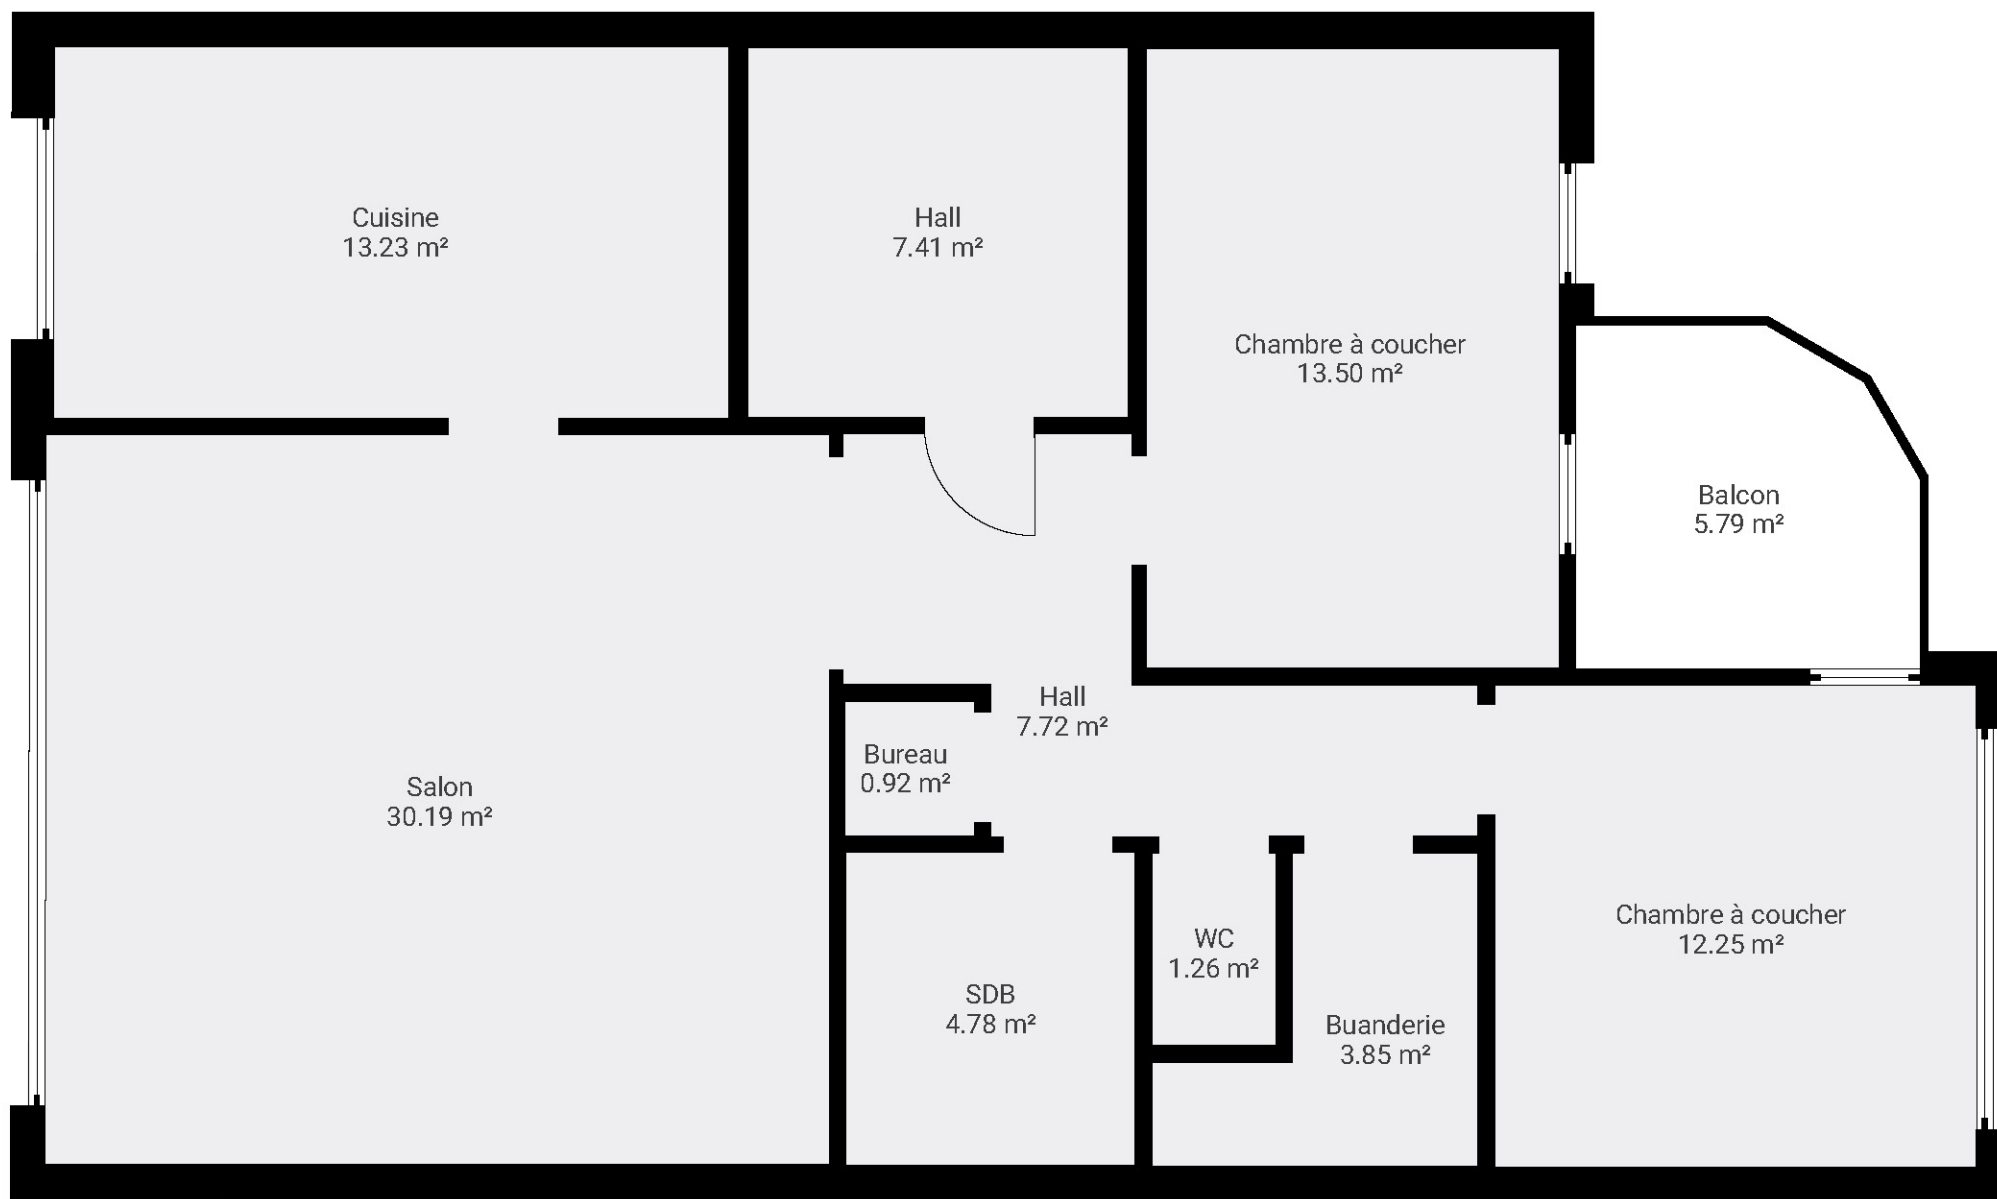 Cuisine
13.23 m²
Hall
7.41 m²
Chambre à coucher
13.50 m²
Balcon
5.79 m²
Hall
7.72 m²
Bureau
0.92 m²
Salon
30.19 m²
Chambre à coucher
12.25 m²
WC
1.26 m²
SDB
4.78 m²
Buanderie
3.85 m²